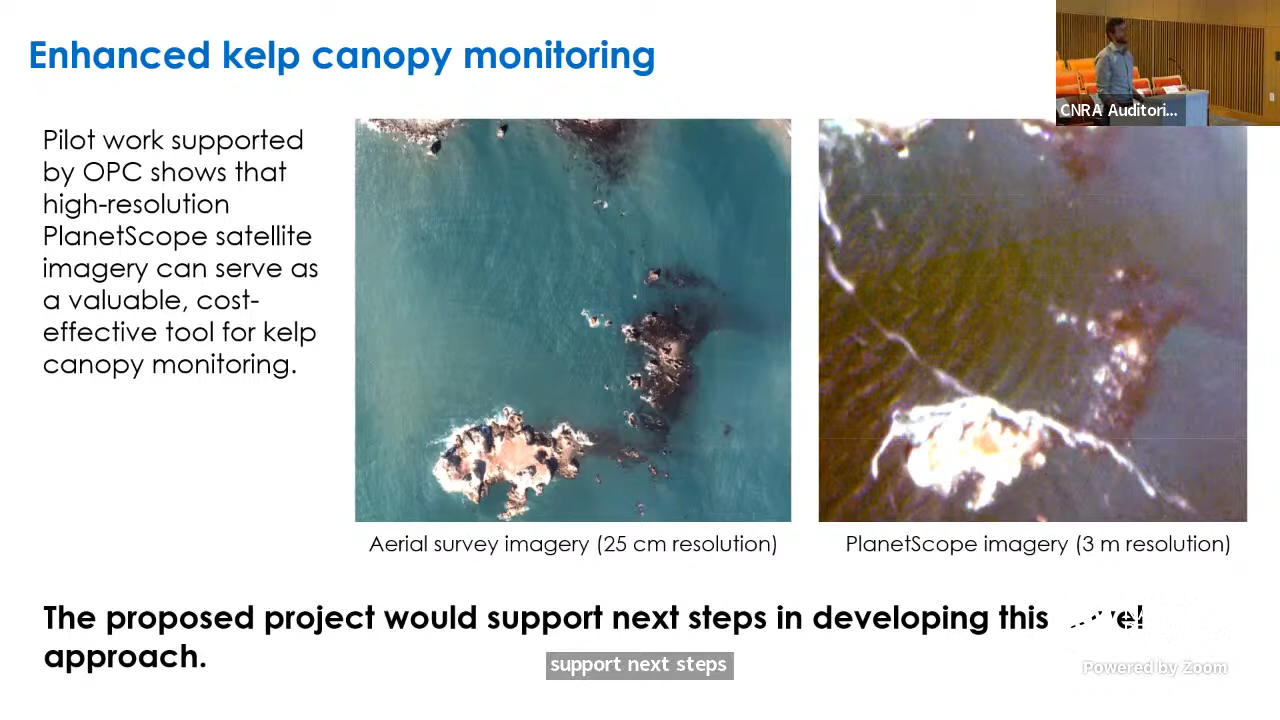 Enhanced kelp canopy monitoring
CNRA Auditori...
Pilot work supported
by OPC shows that
high-resolution
PlanetScope satellite
imagery can serve as
a valuable, cost-
effective tool for kelp
canopy monitoring.
Aerial survey imagery (25 cm resolution)
PlanetScope imagery (3 m resolution)
The proposed project would support next steps in developing this
approach.
support next steps
Powered by Zoom